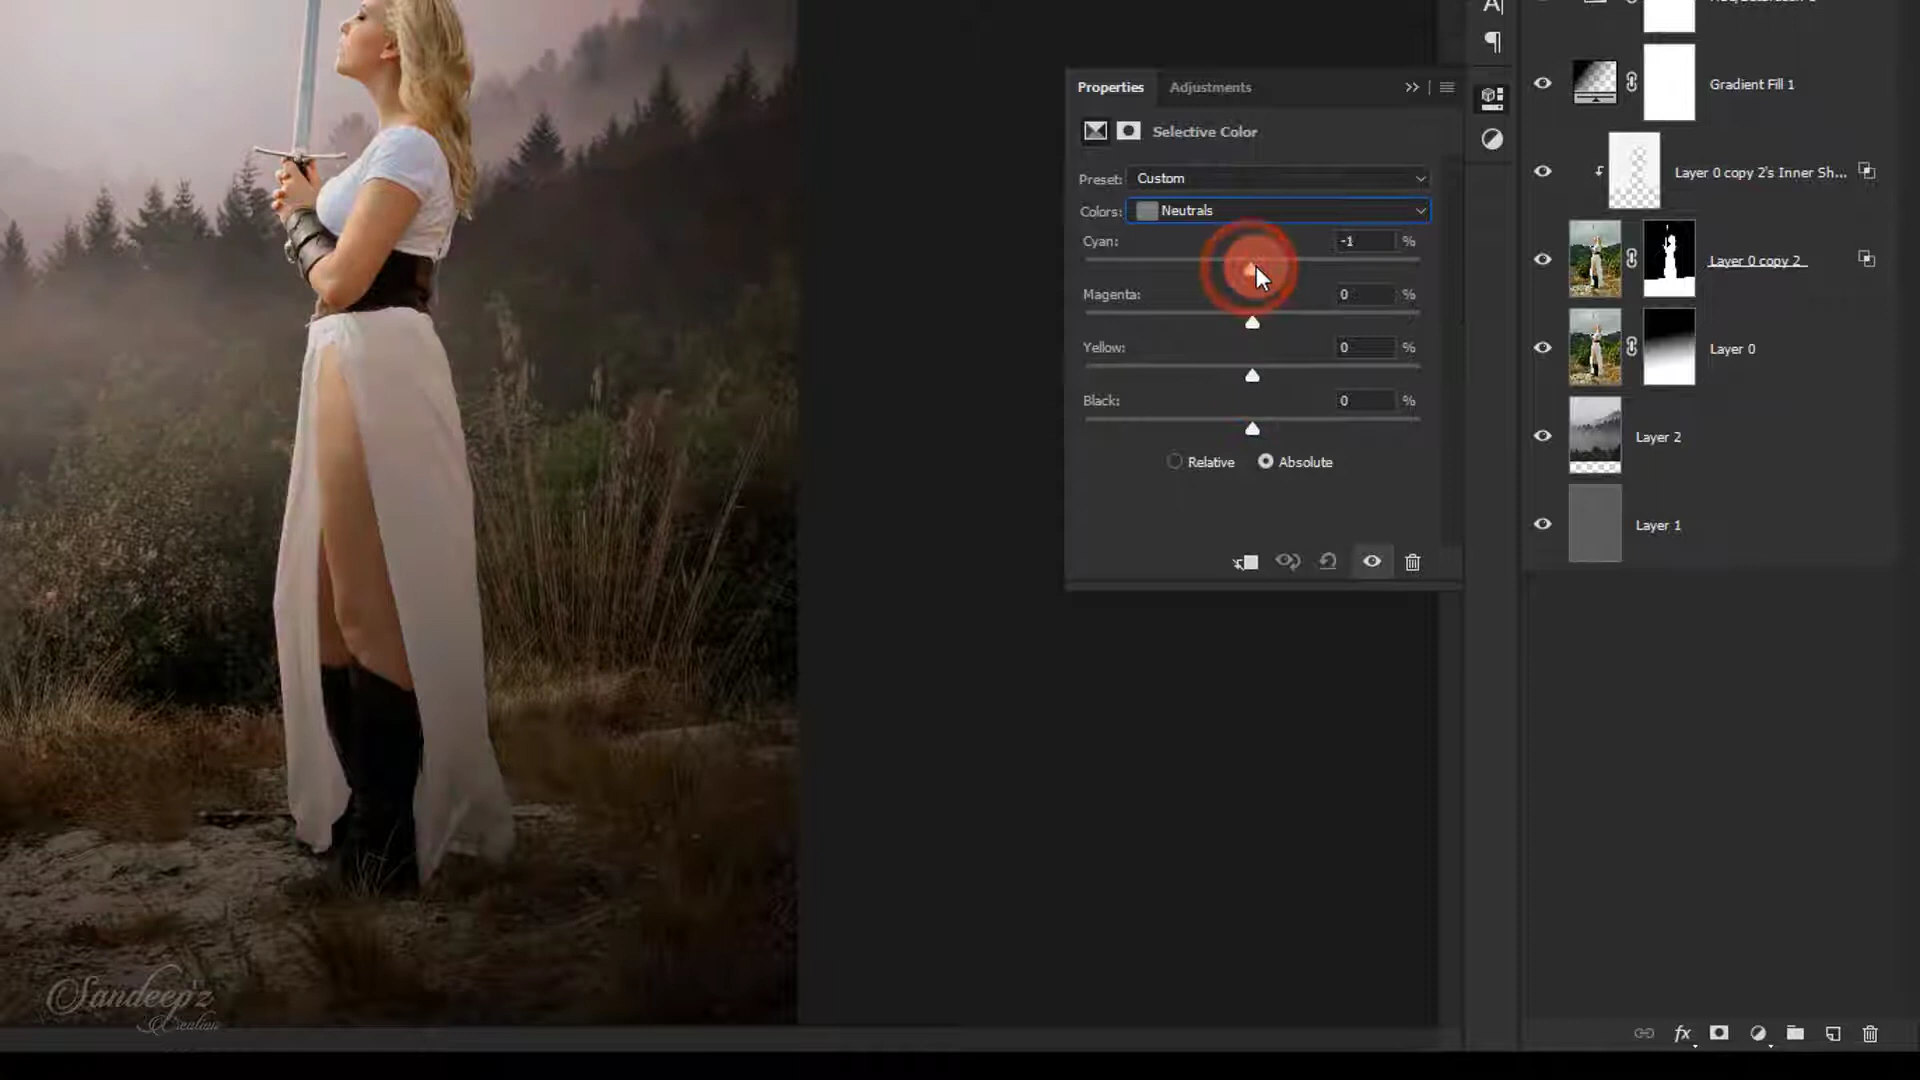 A|
Properties
Adjustments
Gradient Fill 1
Selective Color
Preset:
Custom
Layer 0 copy 2's Inner Sh...
Colors:
Neutrals
Cyan:
-1
%
Layer 0 copy 2
Magenta:
0
%
Yellow:
0
%
Layer 0
Black:
0
%
Layer 2
Relative
Absolute
Layer 1
Sandeep'z
Creation
fx